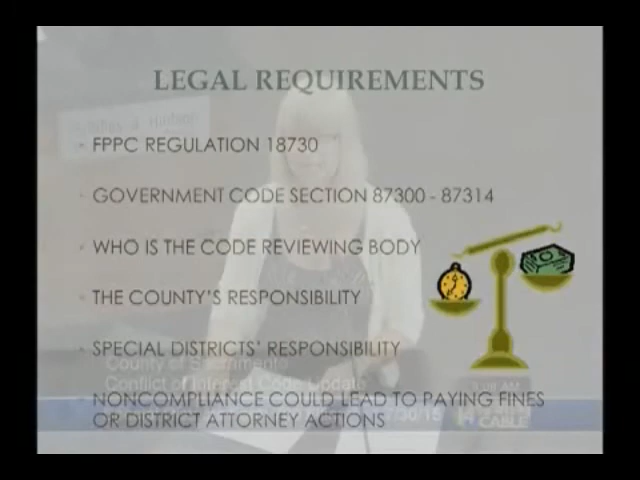 LEGAL REQUIREMENTS
FPPC REGULATION 18730
GOVERNMENT CODE SECTION 87300 - 87314
WHO IS THE CODE REVIEWING BODY
THE COUNTY'S RESPONSIBILITY
SPECIAL DISTRICTS' RESPONSIBILITY
County of Sacramento
Conflict of Interest Code Update
NONCOMPLIANCE COULD LEAD TO PAYING FINES
OR DISTRICT ATTORNEY ACTIONS
14
CABLE